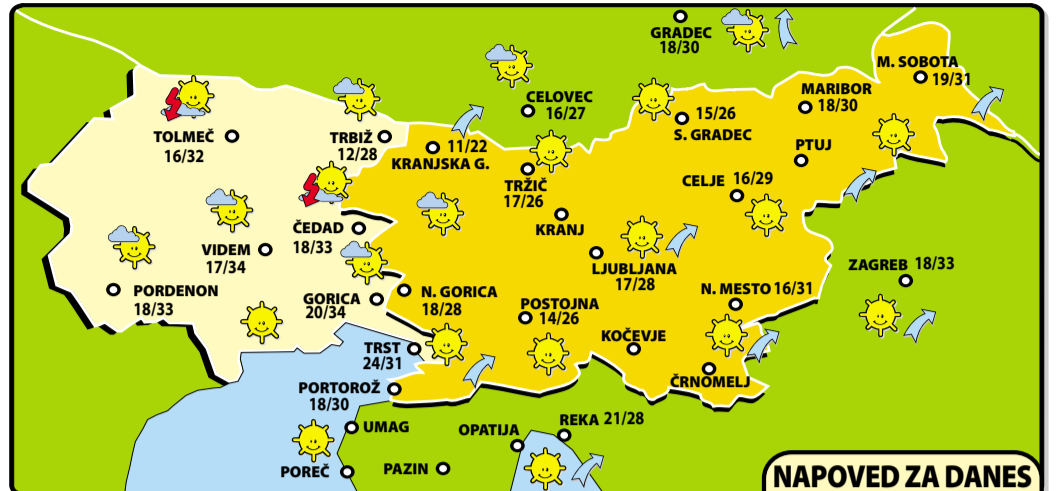 GRADEC
18/30
M. SOBOTA
19/31
MARIBOR
18/30
CELOVEC
16/27
15/26
S. GRADEC
TOLMEČ
16/32
TRBIŽ
12/28
11/22
KRANJSKA G.
PTUJ
TRŽIČ
17/26
CELJE 16/29
KRANJ
ČEDAD
18/33
VIDEM
17/34
LJUBLJANA
17/28
ZAGREB 18/33
PORDENON
18/33
GORICA
20/34
N. GORICA
18/28
N. MESTO 16/31
POSTOJNA
14/26
KOČEVJE
TRST
24/31
ČRNOMELJ
PORTOROŽ
18/30
UMAG
OPATIJA
REKA 21/28
POREČ
PAZIN
NAPOVED ZA DANES